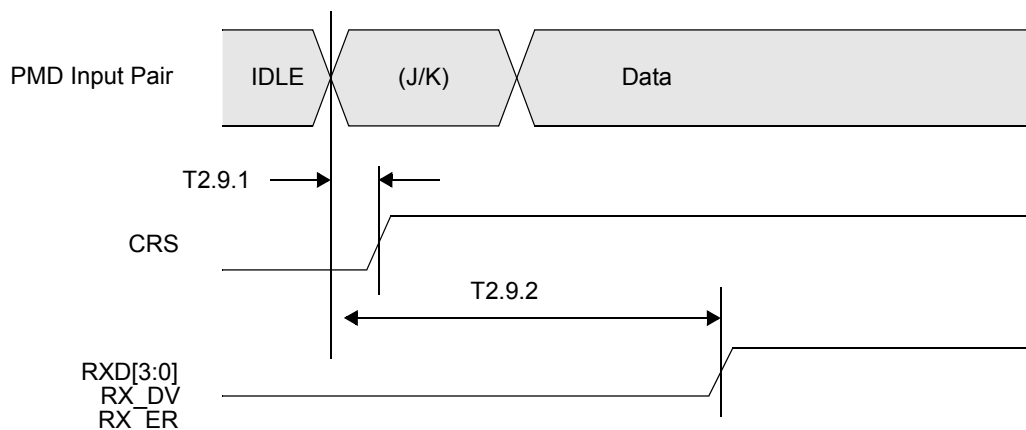 PMD Input Pair IDLE (J/K) Data
T2.9.1
CRS
T2.9.2
RXD[3:0]
RX_DV
RX_ER